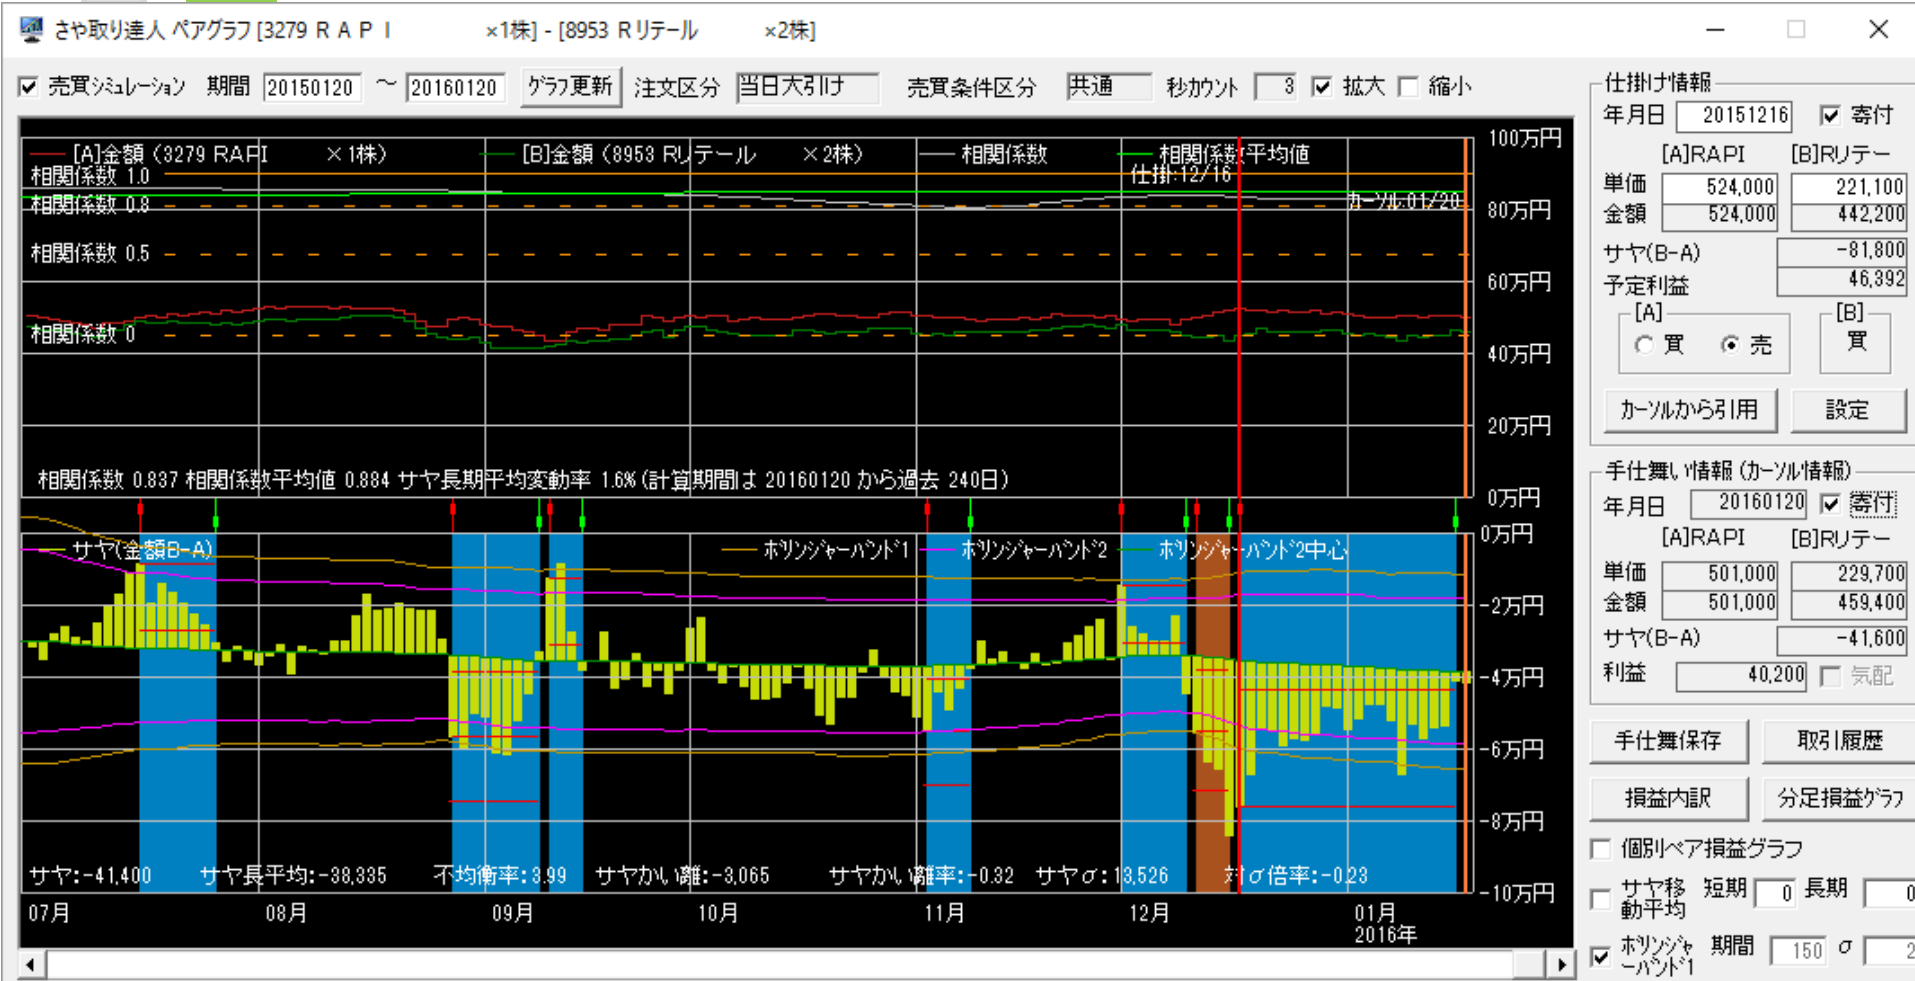 さや取り達人 ペアグラフ [3279 ＲＡＰＩ ×1株] - [8953 Ｒリテール ×2株]
売買ｼﾐｭﾚｰｼｮﾝ 期間 20150120 ～ 20160120 ｸﾞﾗﾌ更新 注文区分 当日大引け 売買条件区分 共通 秒ｶｳﾝﾄ 3 拡大 縮小
[A]金額 (3279 RAPI ×1株) [B]金額 (8953 Rリテール ×2株) 相関係数 相関係数平均値
相関係数 1.0
仕掛:12/16
相関係数 0.8
ｶｰｿﾙ:01/20
相関係数 0.5
相関係数 0
100万円
80万円
60万円
40万円
20万円
0万円
相関係数 0.837 相関係数平均値 0.884 サヤ長期平均変動率 1.6% (計算期間は 20160120 から過去 240日)
サヤ(金額B-A) ﾎﾞﾘﾝｼﾞｬｰﾊﾞﾝﾄﾞ1 ﾎﾞﾘﾝｼﾞｬｰﾊﾞﾝﾄﾞ2 ﾎﾞﾘﾝｼﾞｬｰﾊﾞﾝﾄﾞ2中心
0万円
-2万円
-4万円
-6万円
-8万円
-10万円
サヤ:-41,400 サヤ長平均:-38,335 不均衡率:3.99 サヤかい離:-3,065 サヤかい離率:-0.32 サヤσ:13,526 対σ倍率:-0.23
07月 08月 09月 10月 11月 12月 01月
2016年
仕掛け情報
年月日 20151216 寄付
[A]RAPI [B]Rリテー
単価 524,000 221,100
金額 524,000 442,200
サヤ(B-A) -81,800
予定利益 46,392
[A] [B]
買 売 買
ｶｰｿﾙから引用 設定
手仕舞い情報 (ｶｰｿﾙ情報)
年月日 20160120 寄付
[A]RAPI [B]Rリテー
単価 501,000 229,700
金額 501,000 459,400
サヤ(B-A) -41,600
利益 40,200 気配
手仕舞保存 取引履歴
損益内訳 分足損益ｸﾞﾗﾌ
個別ペア損益グラフ
サヤ移動平均 短期 0 長期 0
ﾎﾞﾘﾝｼﾞｬｰﾊﾞﾝﾄﾞ1 期間 150 σ 2